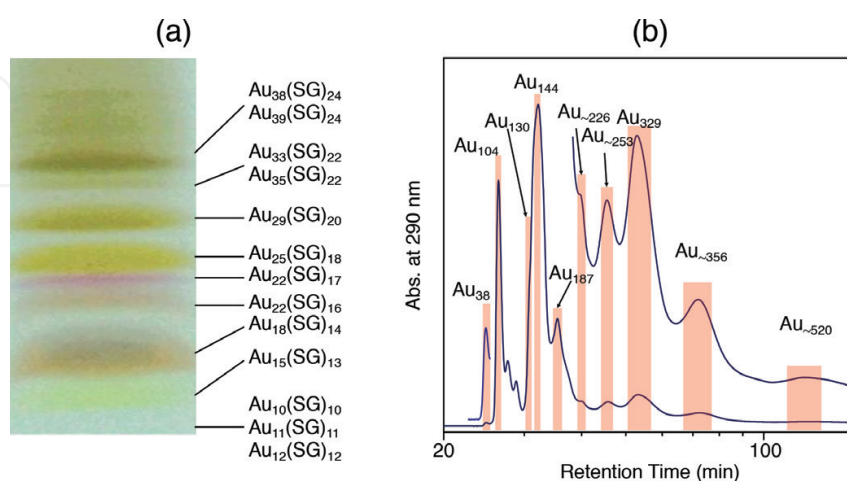 (a)
Au38(SG)24
Au39(SG)24
Au33(SG)22
Au35(SG)22
Au29(SG)20
Au25(SG)18
Au22(SG)17
Au22(SG)16
Au18(SG)14
Au15(SG)13
Au10(SG)10
Au11(SG)11
Au12(SG)12
(b)
Abs. at 290 nm
Au38
Au104
Au130
Au144
Au187
Au~226
Au~253
Au329
Au~356
Au~520
20
100
Retention Time (min)